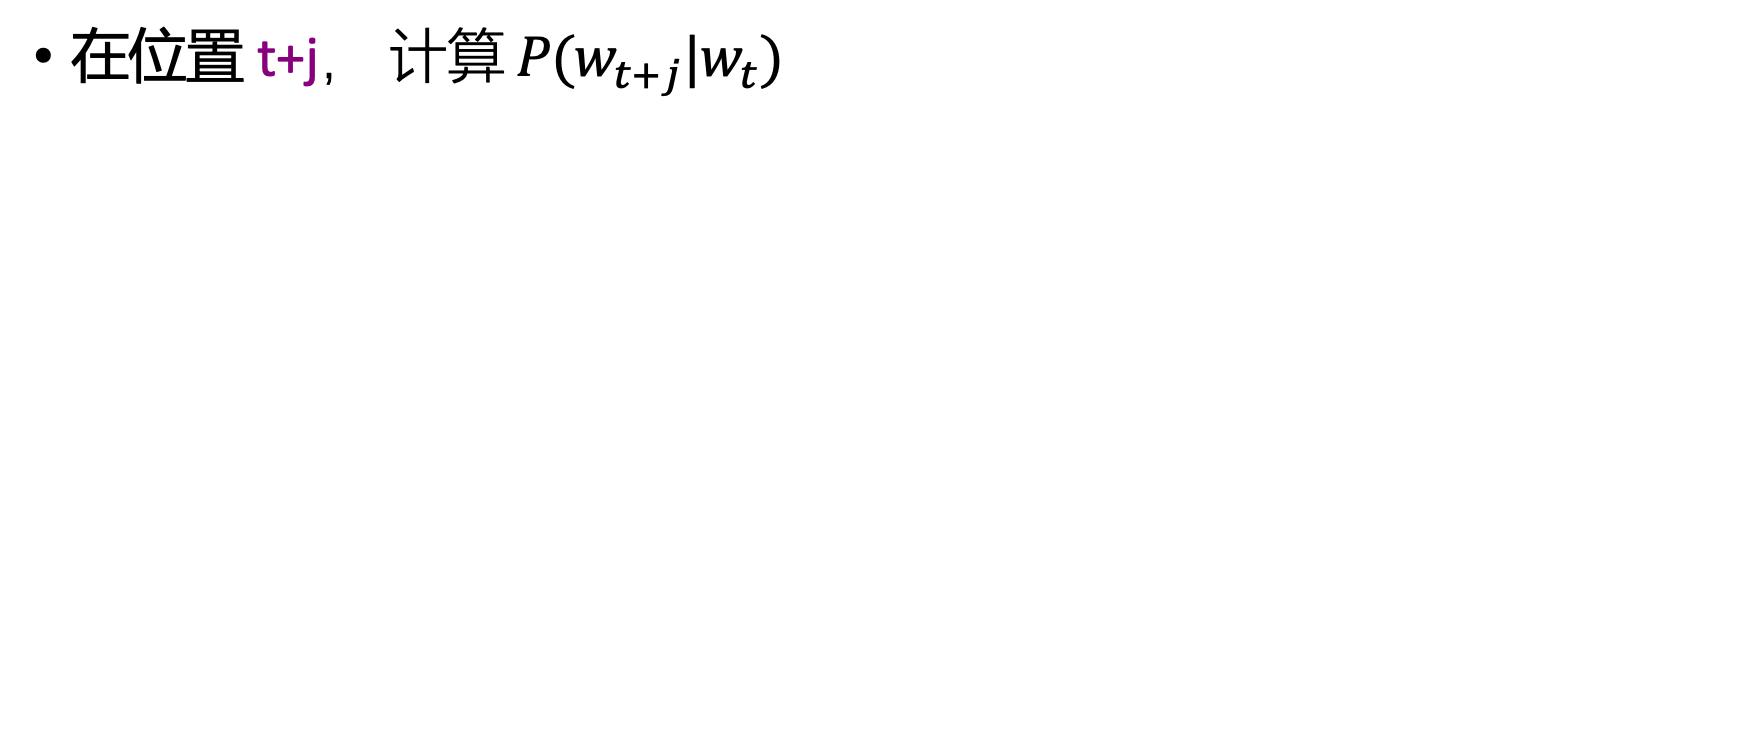 • 在位置 t+j, 计算 $P(w_{t+j}|w_t)$